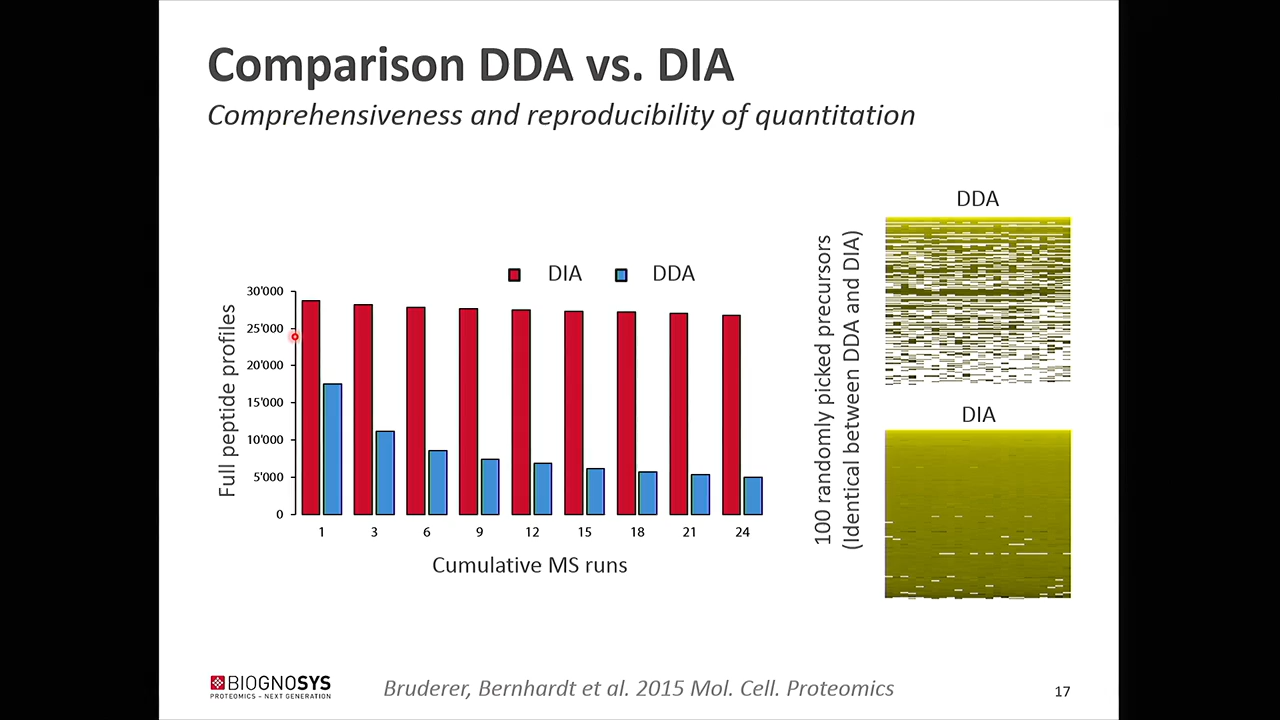 Comparison DDA vs. DIA
Comprehensiveness and reproducibility of quantitation
DIA DDA
Full peptide profiles
30'000
25'000
20'000
15'000
10'000
5'000
0
1 3 6 9 12 15 18 21 24
Cumulative MS runs
100 randomly picked precursors
(Identical between DDA and DIA)
DDA
DIA
BIOGNOSYS
PROTEOMICS – NEXT GENERATION
Bruderer, Bernhardt et al. 2015 Mol. Cell. Proteomics
17